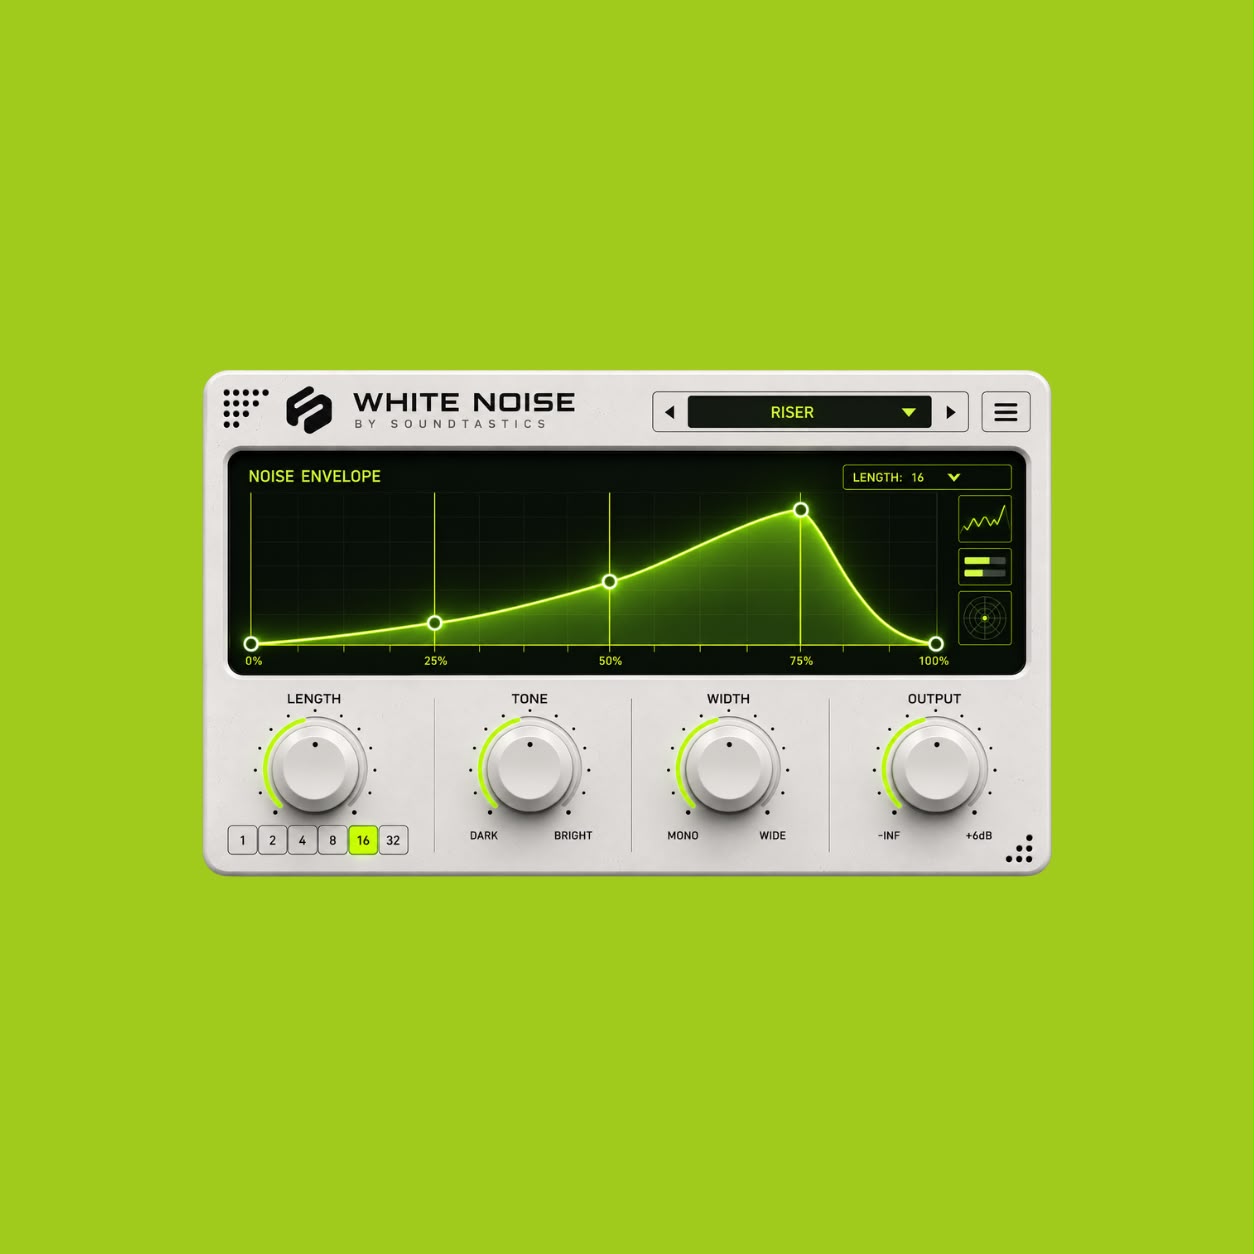 WHITE NOISE
BY SOUNDTASTICS
RISER
NOISE ENVELOPE
LENGTH: 16
0% 25% 50% 75% 100%
LENGTH TONE WIDTH OUTPUT
DARK BRIGHT MONO WIDE -INF +6dB
1 2 4 8 16 32